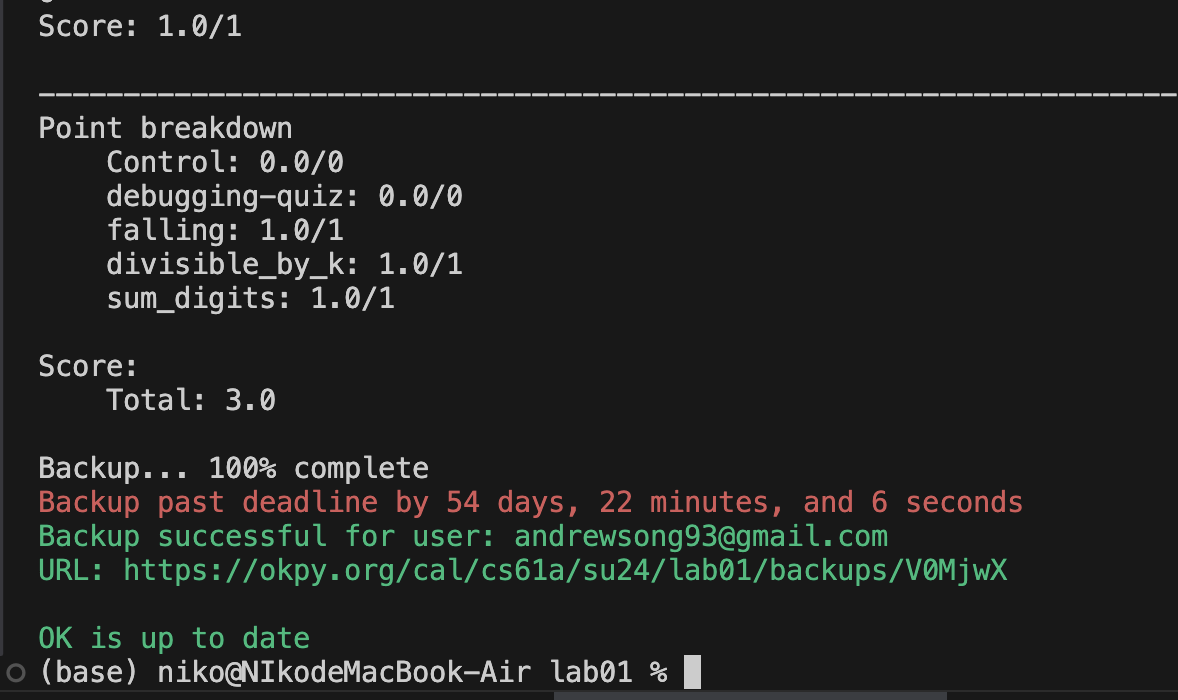 Score: 1.0/1
---------------------------------------------------------------------
Point breakdown
    Control: 0.0/0
    debugging-quiz: 0.0/0
    falling: 1.0/1
    divisible_by_k: 1.0/1
    sum_digits: 1.0/1
Score:
    Total: 3.0
Backup... 100% complete
Backup past deadline by 54 days, 22 minutes, and 6 seconds
Backup successful for user: andrewsong93@gmail.com
URL: https://okpy.org/cal/cs61a/su24/lab01/backups/V0MjwX
OK is up to date
(base) niko@NIkodeMacBook-Air lab01 %